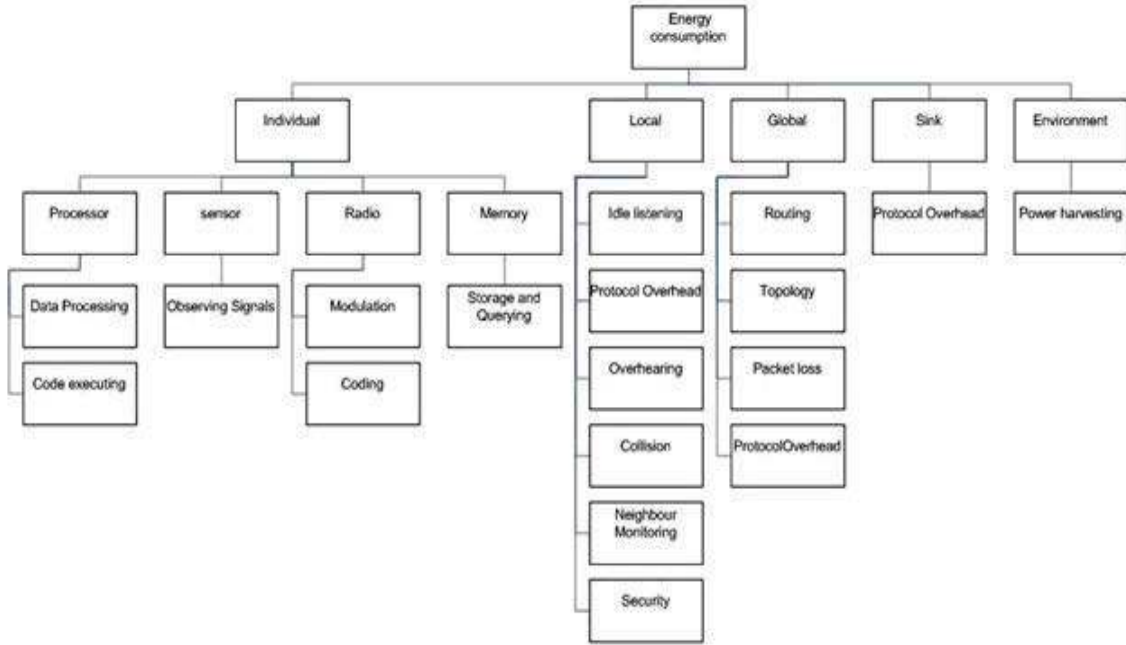 Energy
consumption
Individual
Local
Global
Sink
Environment
Processor
sensor
Radio
Memory
Idle listening
Routing
Protocol Overhead
Power harvesting
Data Processing
Observing Signals
Modulation
Storage and
Querying
Protocol Overhead
Topology
Code executing
Coding
Overhearing
Packet loss
Collision
ProtocolOverhead
Neighbour
Monitoring
Security